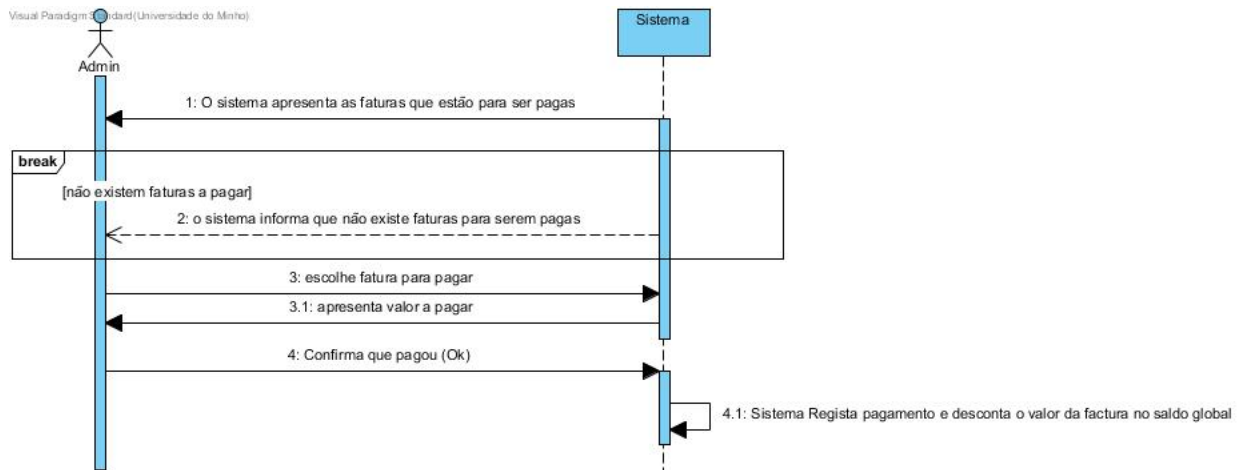 Visual Paradigm Standard(Universidade do Minho)
Sistema
Admin
1: O sistema apresenta as faturas que estão para ser pagas
break
[não existem faturas a pagar]
2: o sistema informa que não existe faturas para serem pagas
3: escolhe fatura para pagar
3.1: apresenta valor a pagar
4: Confirma que pagou (Ok)
4.1: Sistema Regista pagamento e desconta o valor da factura no saldo global